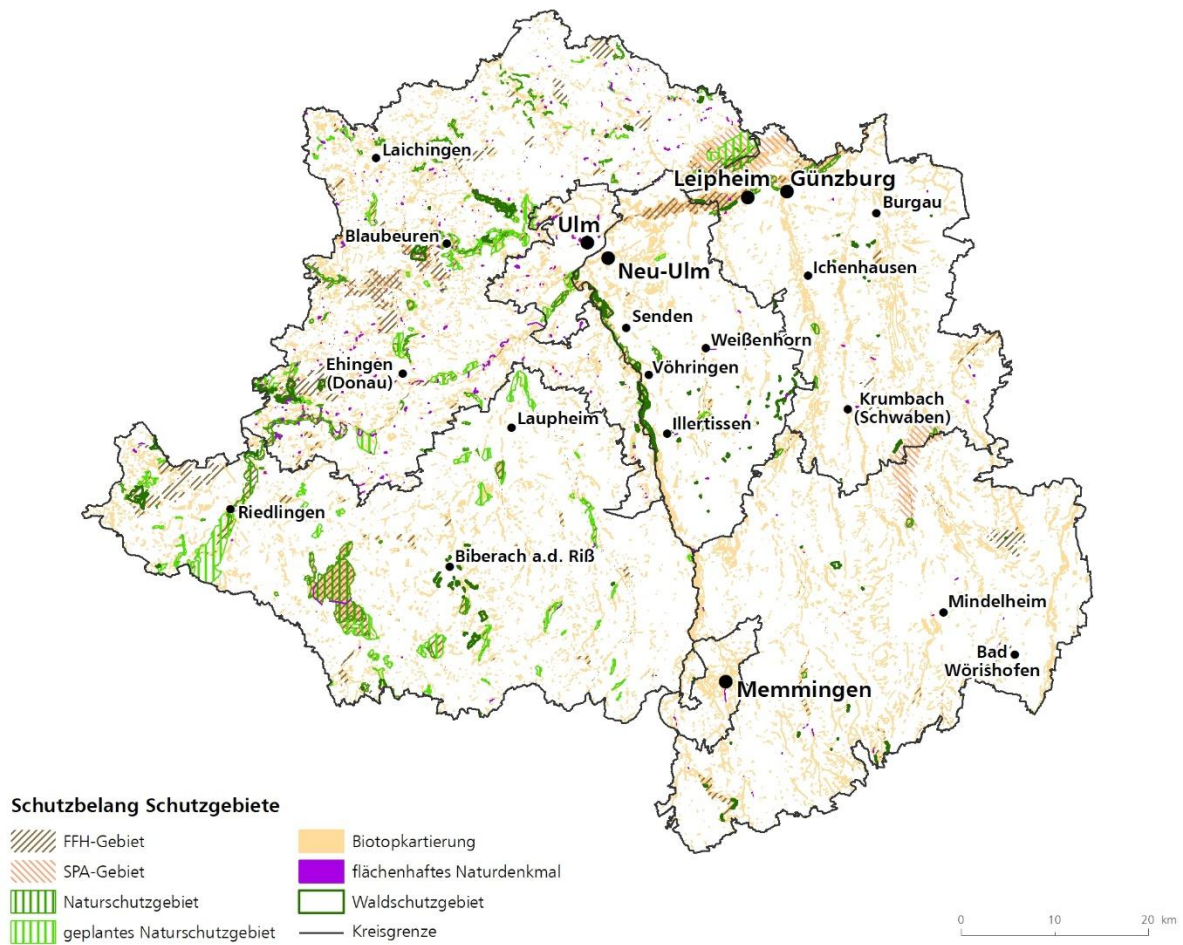 Laichingen
Leipheim
Günzburg
Burgau
Ulm
Blaubeuren
Neu-Ulm
Ichenhausen
Senden
Weißenhorn
Ehingen
(Donau)
Vöhringen
Krumbach
(Schwaben)
Laupheim
Illertissen
Riedlingen
Biberach a.d. Riß
Mindelheim
Bad
Wörishofen
Memmingen
Schutzbelang Schutzgebiete
FFH-Gebiet
SPA-Gebiet
Naturschutzgebiet
geplantes Naturschutzgebiet
Biotopkartierung
flächenhaftes Naturdenkmal
Waldschutzgebiet
Kreisgrenze
0 10 20 km